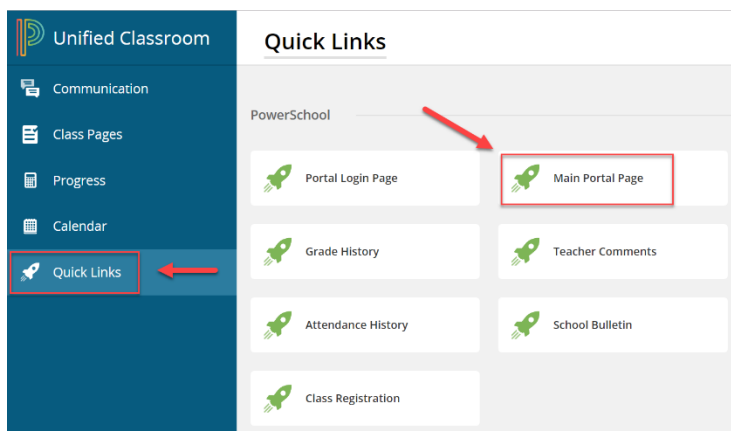 Unified Classroom
Communication
Class Pages
Progress
Calendar
Quick Links
Quick Links
PowerSchool
Portal Login Page
Main Portal Page
Grade History
Teacher Comments
Attendance History
School Bulletin
Class Registration